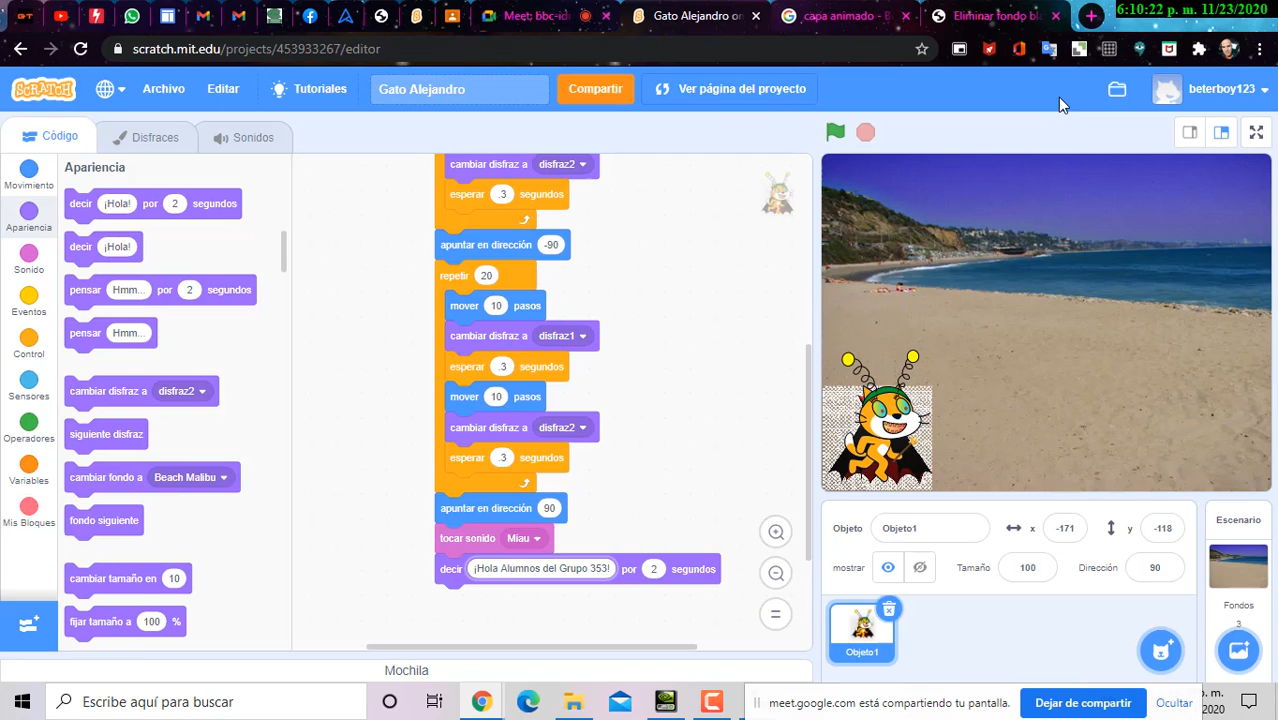 6:10:22 p. m. 11/23/2020
Meet: bbc-id
Gato Alejandro on
capa animado - B
Eliminar fondo bla
scratch.mit.edu/projects/453933267/editor
SCRATCH
Archivo
Editar
Tutoriales
Gato Alejandro
Compartir
Ver página del proyecto
beterboy123
Código
Disfraces
Sonidos
Movimiento
Apariencia
Sonido
Eventos
Control
Sensores
Operadores
Variables
Mis Bloques
Apariencia
decir ¡Hola! por 2 segundos
decir ¡Hola!
pensar Hmm... por 2 segundos
pensar Hmm...
cambiar disfraz a disfraz2
siguiente disfraz
cambiar fondo a Beach Malibu
fondo siguiente
cambiar tamaño en 10
fijar tamaño a 100 %
cambiar disfraz a disfraz2
esperar .3 segundos
apuntar en dirección -90
repetir 20
mover 10 pasos
cambiar disfraz a disfraz1
esperar .3 segundos
mover 10 pasos
cambiar disfraz a disfraz2
esperar .3 segundos
apuntar en dirección 90
tocar sonido Miau
decir ¡Hola Alumnos del Grupo 353! por 2 segundos
Objeto Objeto1 x -171 y -118
mostrar Tamaño 100 Dirección 90
Objeto1
Escenario
Fondos
3
Mochila
Escribe aquí para buscar
meet.google.com está compartiendo tu pantalla.
Dejar de compartir
Ocultar
p. m.
2020